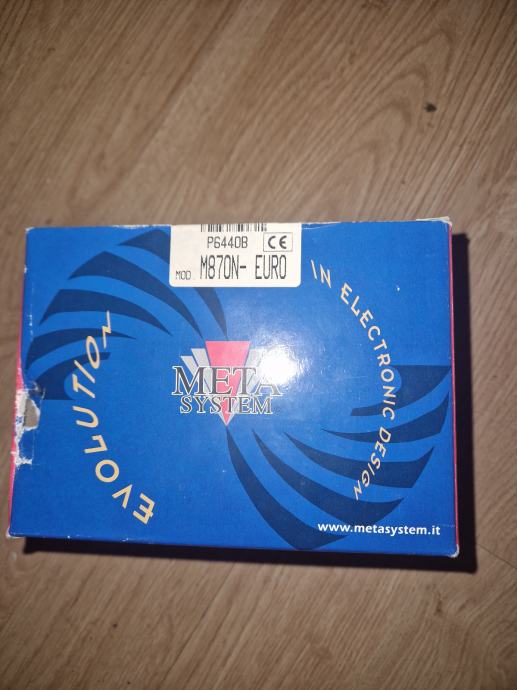 P6440B CE
MOD. M870N- EURO
EVOLUTION
IN ELECTRONIC DESIGN
META
SYSTEM
www.metasystem.it